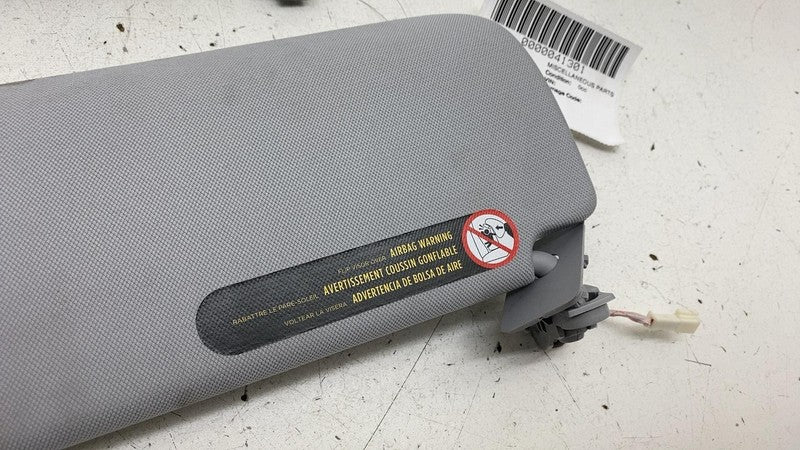 0000041301
MISCELLANEOUS PARTS
Condition:
VIN:
FLIP VISOR OVER AIRBAG WARNING
RABATTRE LE PARE-SOLEIL AVERTISSEMENT COUSSIN GONFLABLE
VOLTEAR LA VISERA ADVERTENCIA DE BOLSA DE AIRE